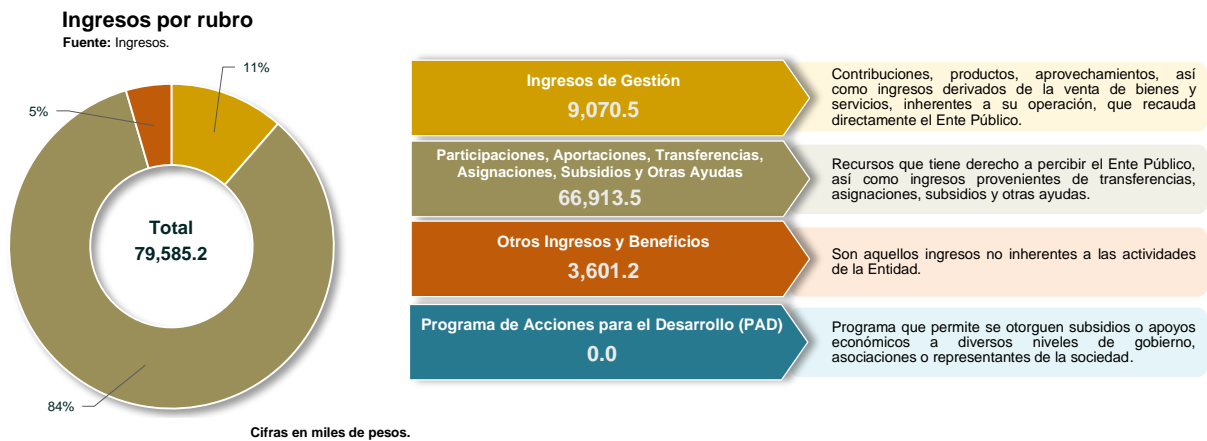 Ingresos por rubro
Fuente: Ingresos.
11%
5%
84%
Total
79,585.2
Ingresos de Gestión
9,070.5
Contribuciones, productos, aprovechamientos, así
como ingresos derivados de la venta de bienes y
servicios, inherentes a su operación, que recauda
directamente el Ente Público.
Participaciones, Aportaciones, Transferencias,
Asignaciones, Subsidios y Otras Ayudas
66,913.5
Recursos que tiene derecho a percibir el Ente Público,
así como ingresos provenientes de transferencias,
asignaciones, subsidios y otras ayudas.
Otros Ingresos y Beneficios
3,601.2
Son aquellos ingresos no inherentes a las actividades
de la Entidad.
Programa de Acciones para el Desarrollo (PAD)
0.0
Programa que permite se otorguen subsidios o apoyos
económicos a diversos niveles de gobierno,
asociaciones o representantes de la sociedad.
Cifras en miles de pesos.